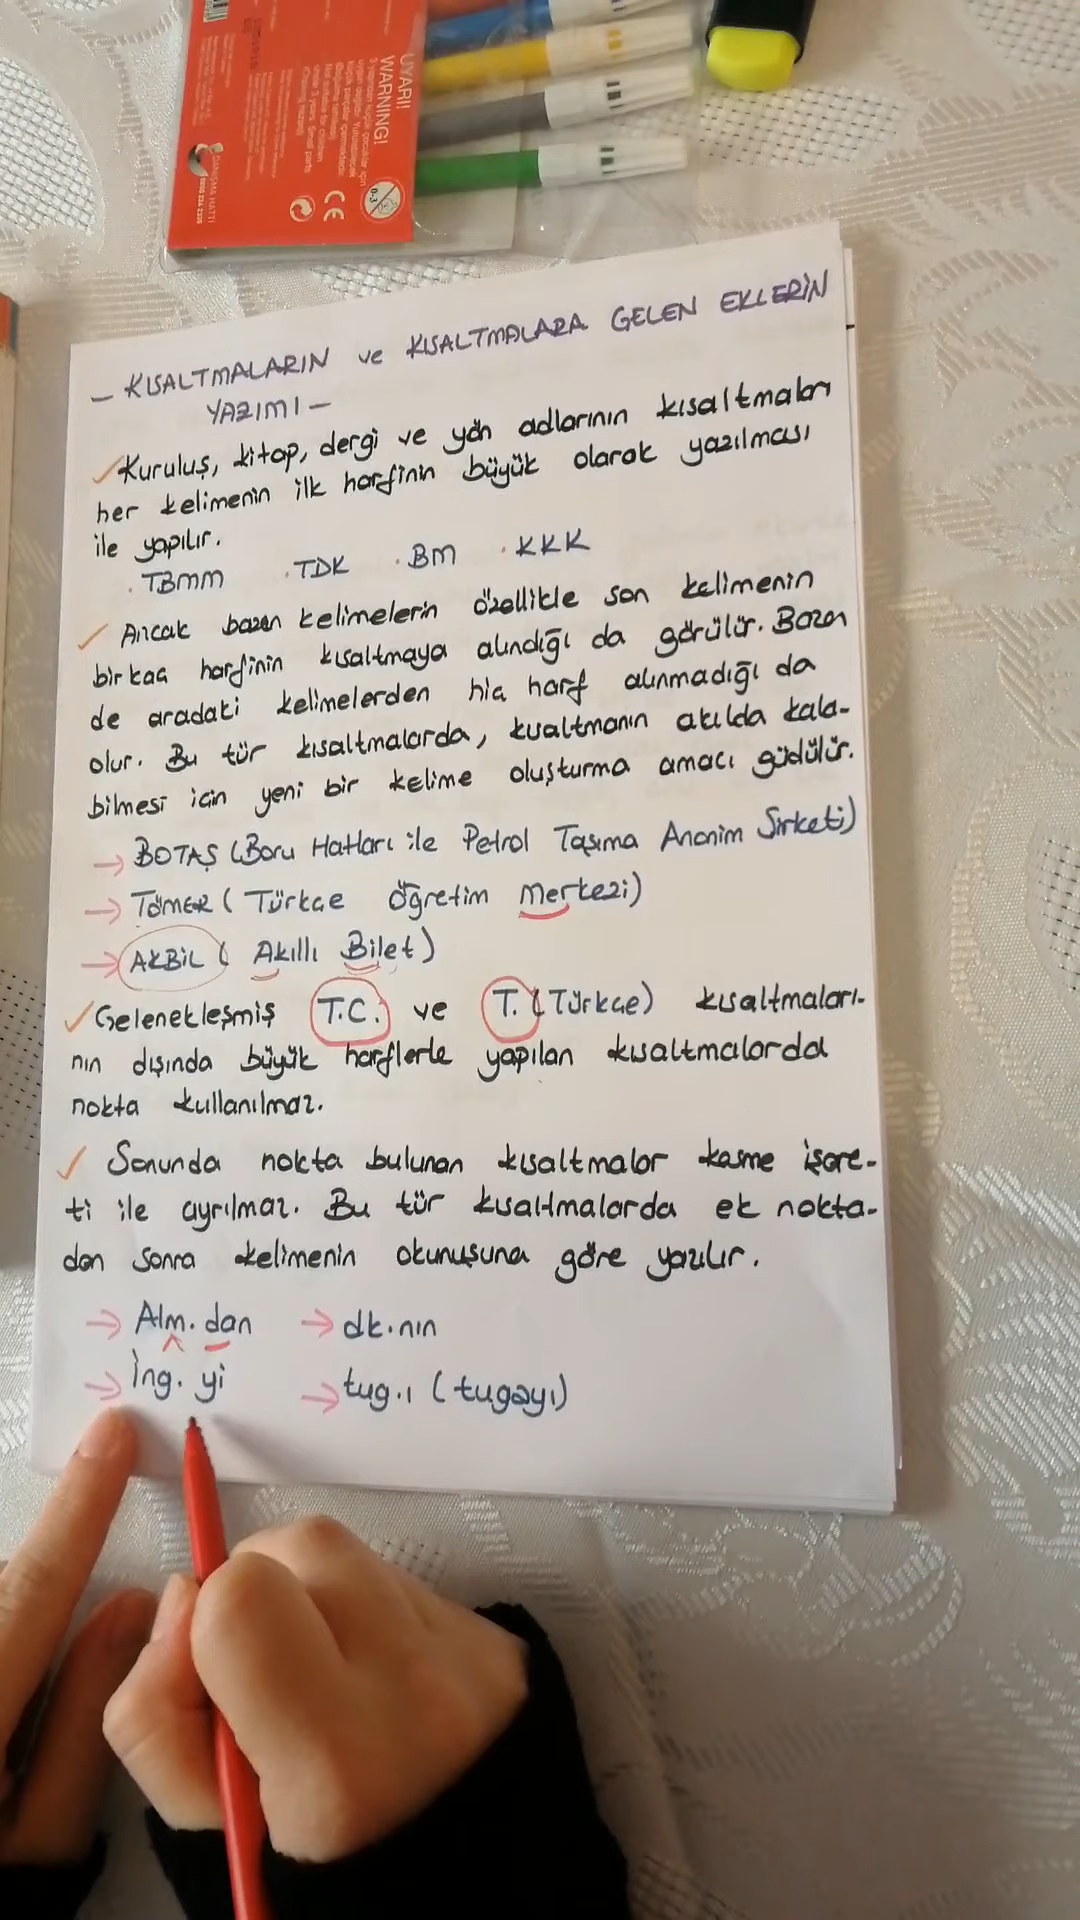 UYARI!
WARNING!
CE
0-3
DANIŞMA HATTI
- KISALTMALARIN ve KISALTMALARA GELEN EKLERİN
YAZIMI -
✓ Kuruluş, kitap, dergi ve yön adlarının kısaltmaları
her kelimenin ilk harfinin büyük olarak yazılması
ile yapılır.
. TBMM . TDK . BM . KKK
✓ Ancak bazen kelimelerin özellikle son kelimenin
birkaç harfinin kısaltmaya alındığı da görülür. Bazen
de aradaki kelimelerden hiç harf alınmadığı da
olur. Bu tür kısaltmalarda, kısaltmanın akılda kala-
bilmesi için yeni bir kelime oluşturma amacı güdülür.
→ BOTAŞ (Boru Hatları ile Petrol Taşıma Anonim Şirketi)
→ TÖMER ( Türkçe Öğretim Merkezi)
→ AKBİL ( Akıllı Bilet)
✓ Gelenekleşmiş T.C. ve T. (Türkçe) kısaltmaları-
nın dışında büyük harflerle yapılan kısaltmalarda
nokta kullanılmaz.
✓ Sonunda nokta bulunan kısaltmalar kesme işare-
ti ile ayrılmaz. Bu tür kısaltmalarda ek nokta-
dan sonra kelimenin okunuşuna göre yazılır.
→ Alm. dan → dk.nın
→ İng. yi → tug.ı (tugayı)